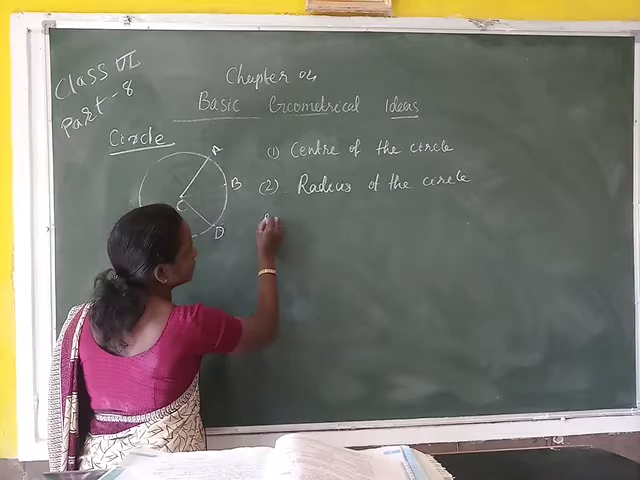 Class VI
Part - 8
Chapter 04
Basic Geometrical Ideas
Circle
A
B
C
D
(1) Centre of the circle
(2). Radius of the circle